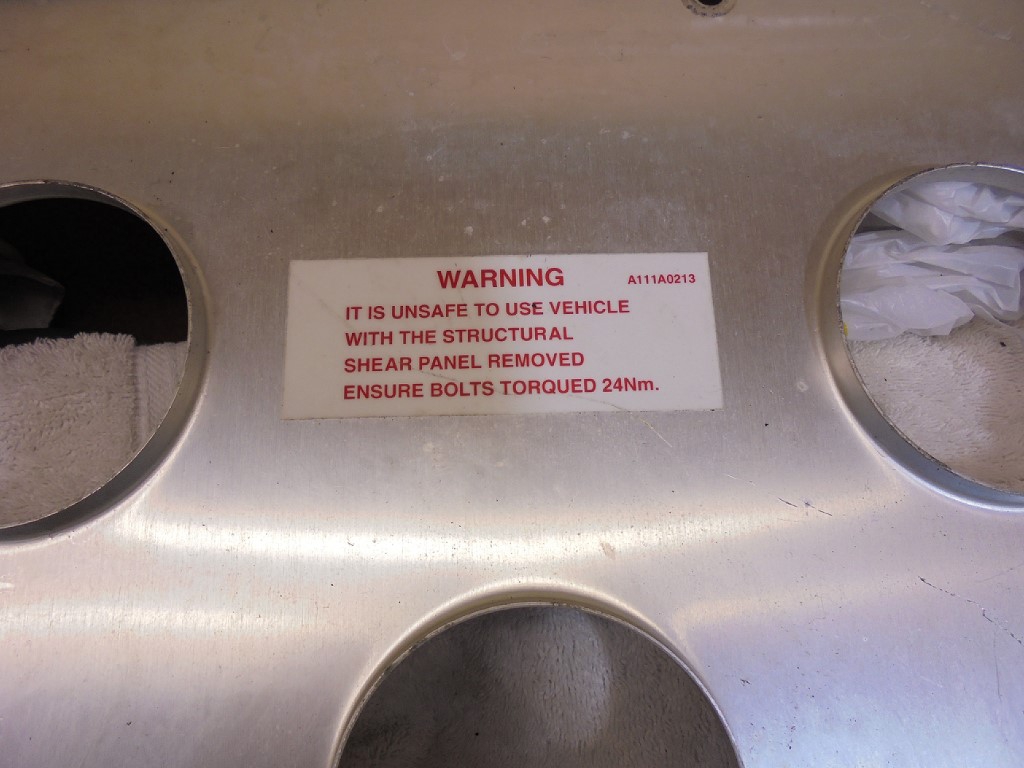 WARNING A111A0213
IT IS UNSAFE TO USE VEHICLE
WITH THE STRUCTURAL
SHEAR PANEL REMOVED
ENSURE BOLTS TORQUED 24Nm.